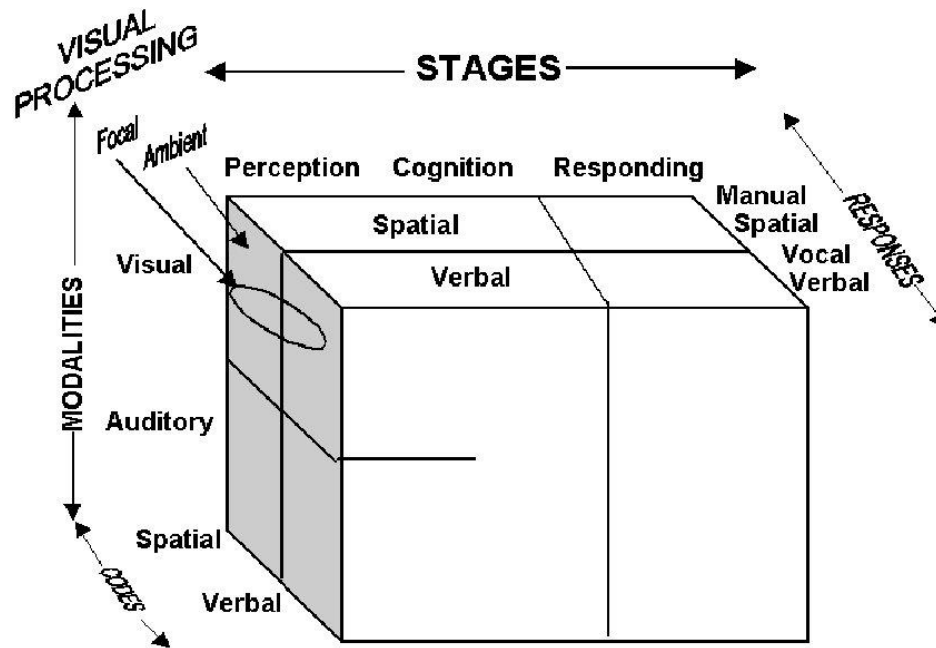 VISUAL
PROCESSING
STAGES
Focal
Ambient
Perception Cognition Responding
Manual
Spatial
Spatial
Vocal
Verbal
Verbal
RESPONSES
Visual
MODALITIES
Auditory
Spatial
Verbal
CODES